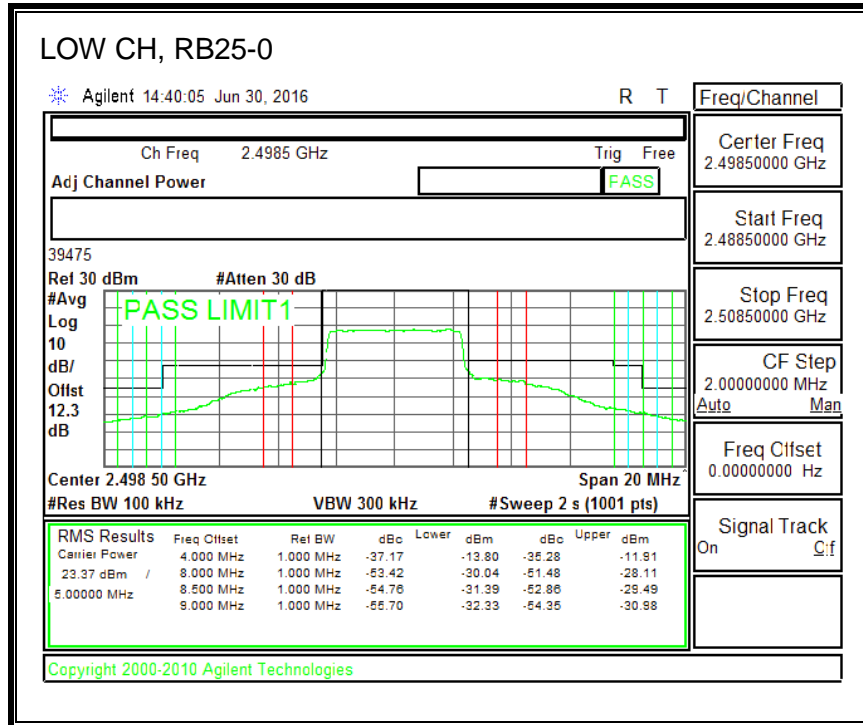 LOW CH, RB25-0
Agilent 14:40:05 Jun 30, 2016 R T
Freq/Channel
Ch Freq 2.4985 GHz Trig Free
Adj Channel Power PASS
Center Freq
2.49850000 GHz
Start Freq
2.48850000 GHz
Stop Freq
2.50850000 GHz
CF Step
2.00000000 MHz
Auto Man
Freq Offset
0.00000000 Hz
Signal Track
On Off
39475
Ref 30 dBm #Atten 30 dB
#Avg
Log
10
dB/
Offst
12.3
dB
PASS LIMIT1
Center 2.498 50 GHz Span 20 MHz
#Res BW 100 kHz VBW 300 kHz #Sweep 2 s (1001 pts)
RMS Results Freq Offset Ref BW dBc Lower dBm dBc Upper dBm
Carrier Power 4.000 MHz 1.000 MHz -37.17 -13.80 -35.28 -11.91
23.37 dBm / 8.000 MHz 1.000 MHz -53.42 -30.04 -51.48 -28.11
5.00000 MHz 8.500 MHz 1.000 MHz -54.76 -31.39 -52.86 -29.49
9.000 MHz 1.000 MHz -55.70 -32.33 -54.35 -30.98
Copyright 2000-2010 Agilent Technologies